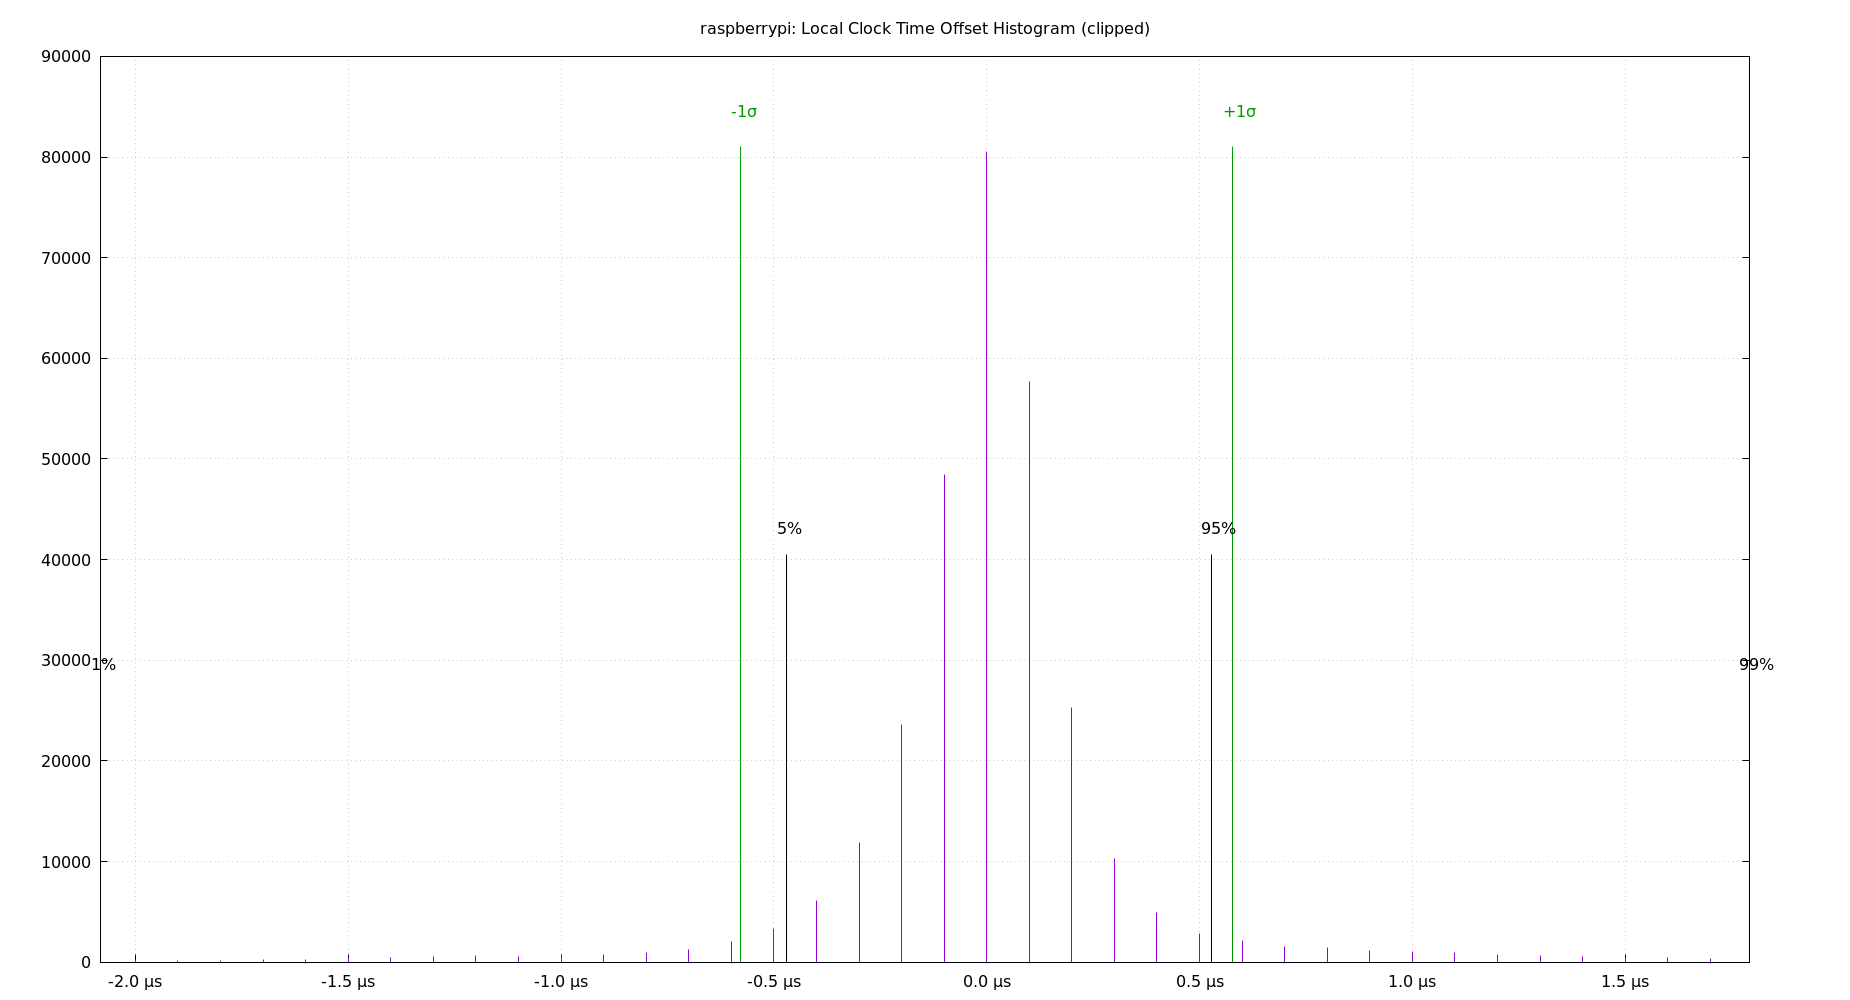 raspberrypi: Local Clock Time Offset Histogram (clipped)
90000
-1σ +1σ
80000
70000
60000
50000
5% 95%
40000
30000 1% 99%
20000
10000
0
-2.0 µs -1.5 µs -1.0 µs -0.5 µs 0.0 µs 0.5 µs 1.0 µs 1.5 µs